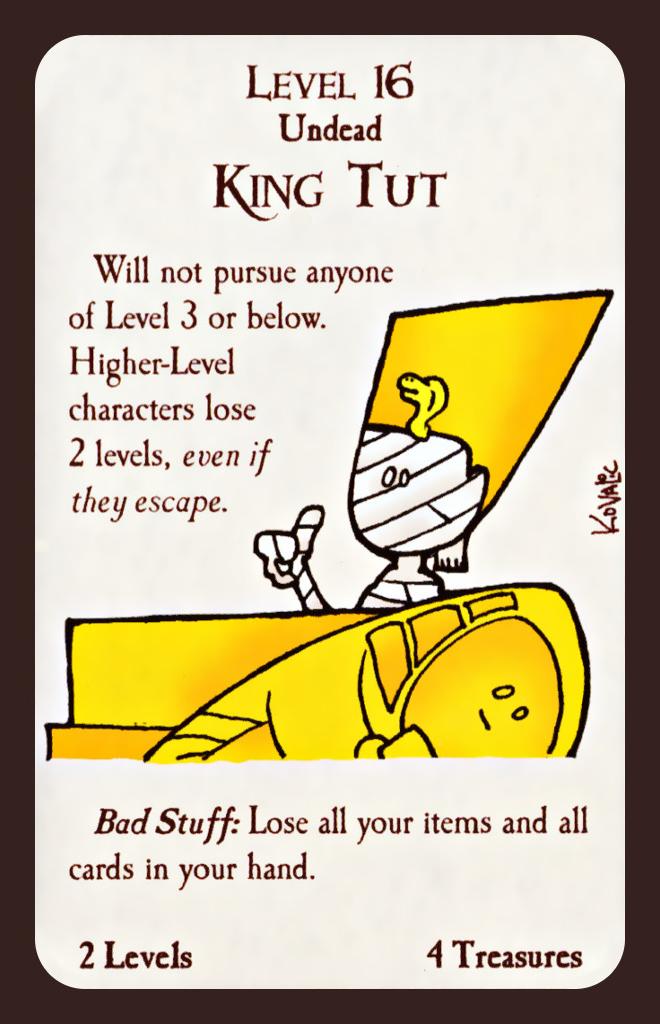 Level 16
Undead
King Tut
Will not pursue anyone
of Level 3 or below.
Higher-Level
characters lose
2 levels, even if
they escape.
Kovalic
Bad Stuff: Lose all your items and all
cards in your hand.
2 Levels 4 Treasures